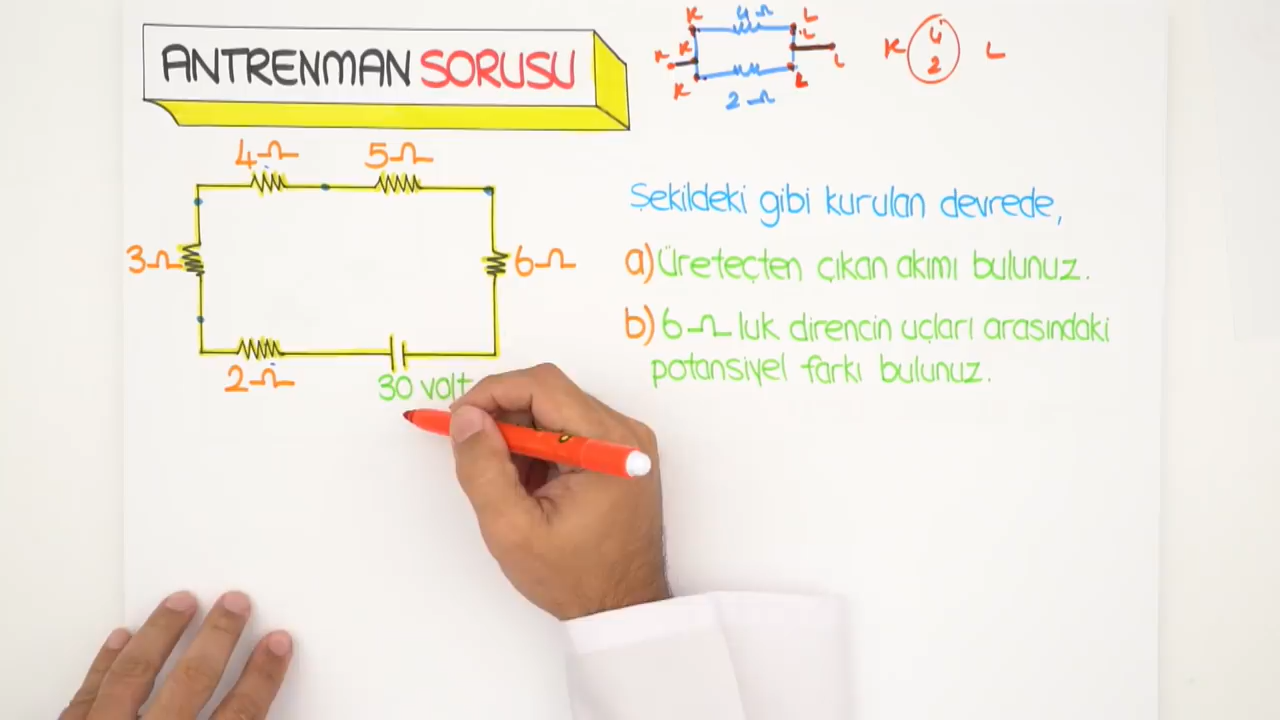 ANTRENMAN SORUSU
K 4Ω L
K K L L
K 2Ω L
K 4 2 L
4Ω 5Ω
3Ω 6Ω
2Ω
30 volt
Şekildeki gibi kurulan devrede,
a) Üreteçten çıkan akımı bulunuz.
b) 6Ω luk direncin uçları arasındaki
potansiyel farkı bulunuz.